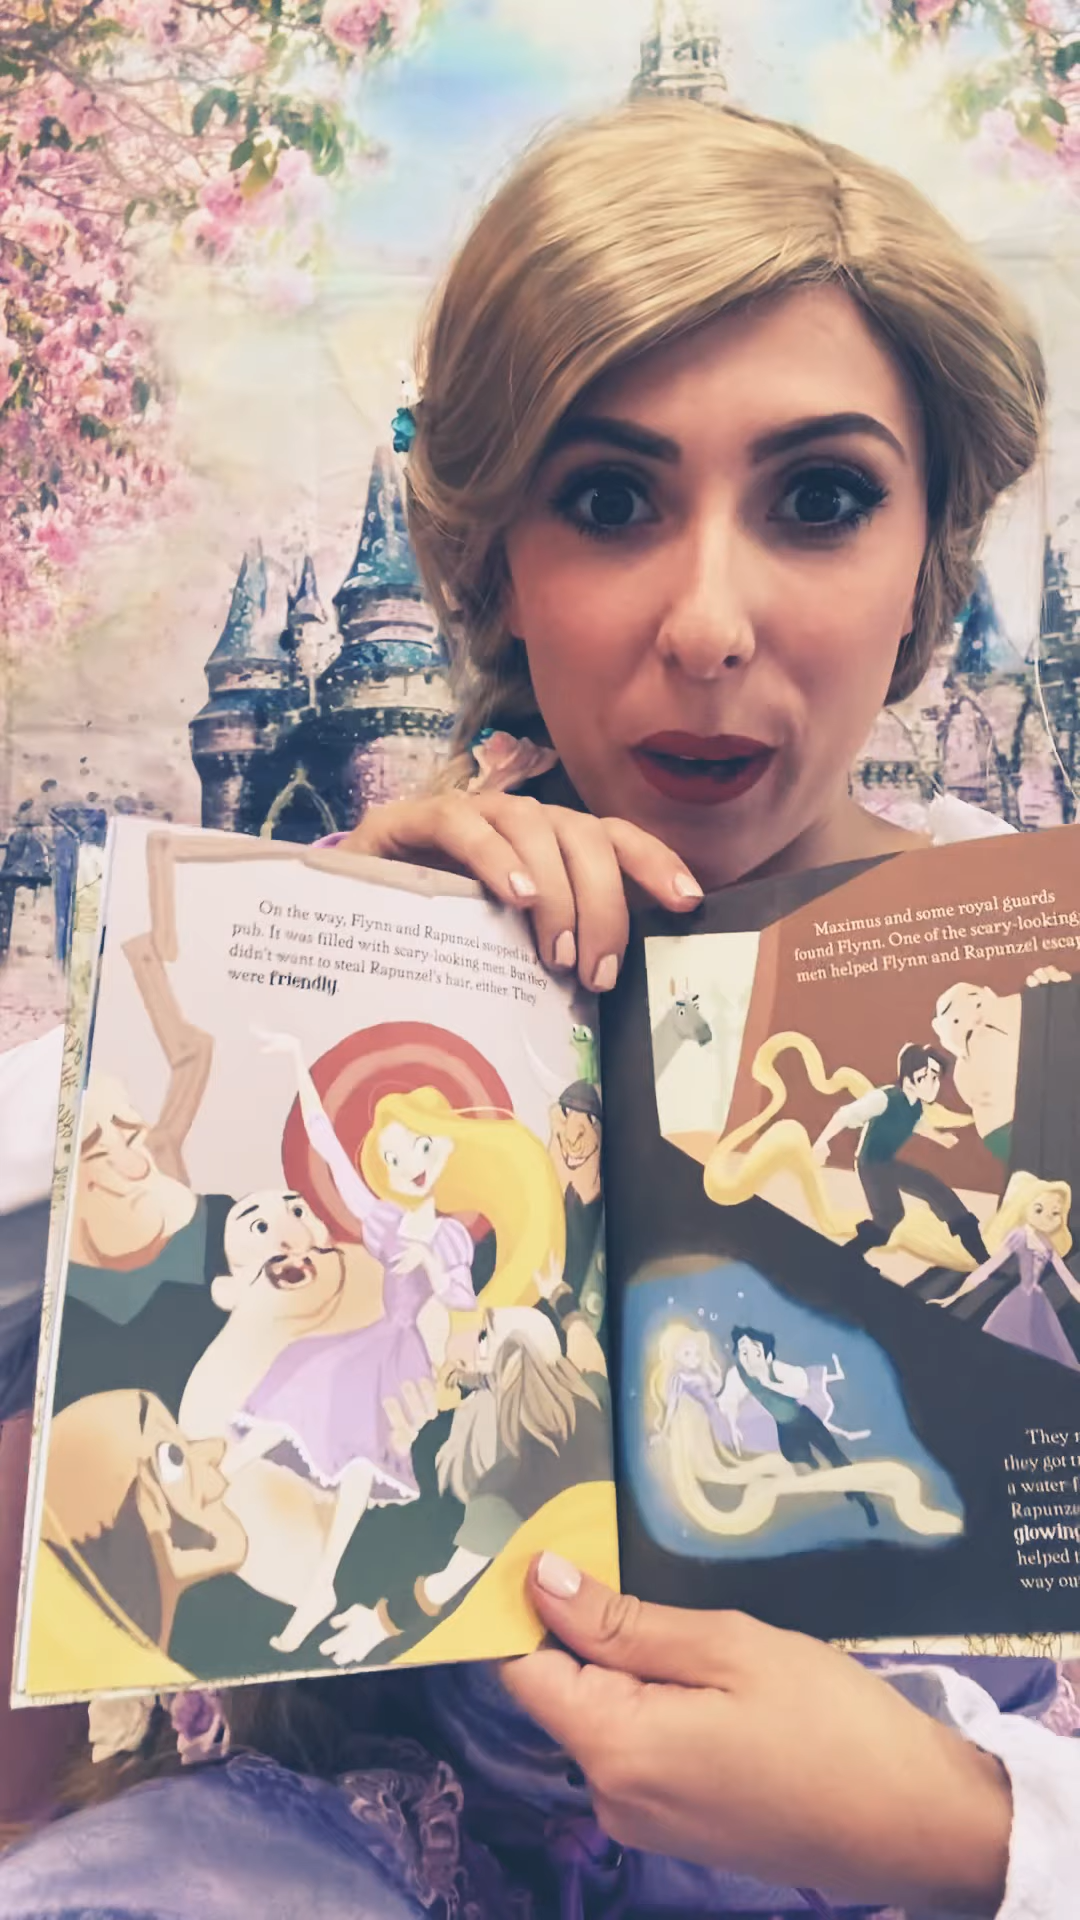 On the way, Flynn and Rapunzel stopped in a
pub. It was filled with scary-looking men. But they
didn't want to steal Rapunzel's hair, either. They
were friendly.
Maximus and some royal guards
found Flynn. One of the scary-looking
men helped Flynn and Rapunzel escap
They r
they got tr
a water-f
Rapunze
glowing
helped t
way ou